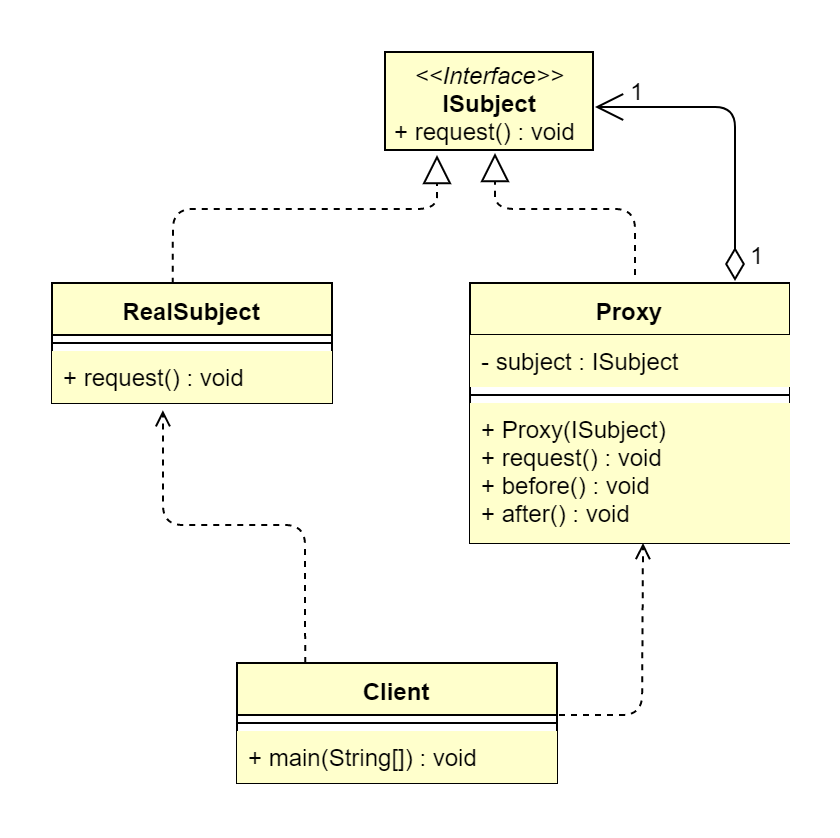 <<Interface>>
ISubject
+ request() : void
1
1
RealSubject
+ request() : void
Proxy
- subject : ISubject
+ Proxy(ISubject)
+ request() : void
+ before() : void
+ after() : void
Client
+ main(String[]) : void